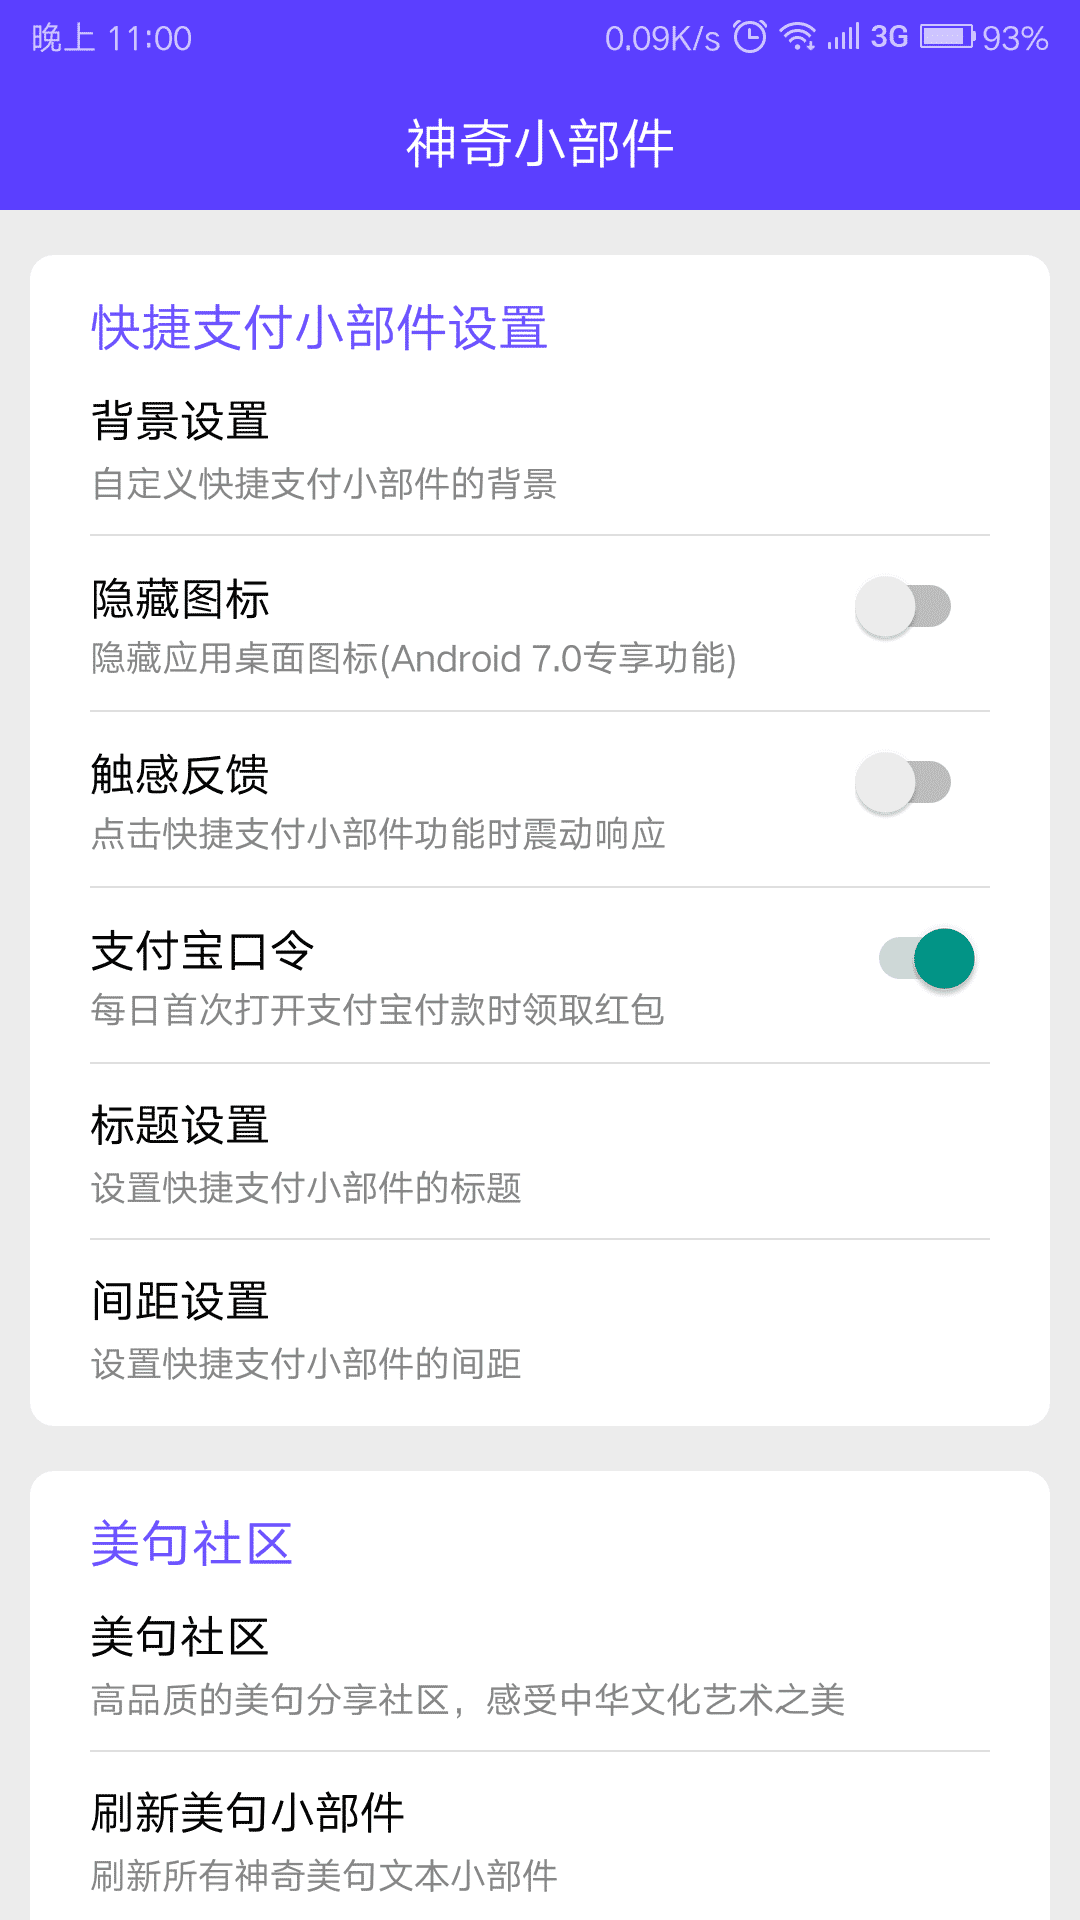 晚上 11:00 0.09K/s 3G 93%
神奇小部件
快捷支付小部件设置
背景设置
自定义快捷支付小部件的背景
隐藏图标
隐藏应用桌面图标(Android 7.0专享功能)
触感反馈
点击快捷支付小部件功能时震动响应
支付宝口令
每日首次打开支付宝付款时领取红包
标题设置
设置快捷支付小部件的标题
间距设置
设置快捷支付小部件的间距
美句社区
美句社区
高品质的美句分享社区，感受中华文化艺术之美
刷新美句小部件
刷新所有神奇美句文本小部件